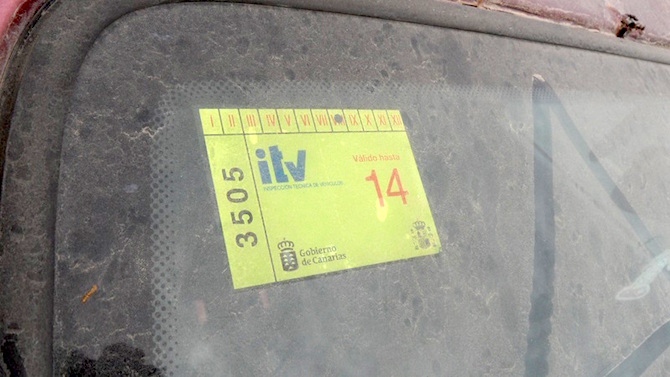 I II III IV V VI VII IX X XI XII
itv
INSPECCIÓN TÉCNICA DE VEHÍCULOS
Válido hasta
14
3505
Gobierno
de Canarias